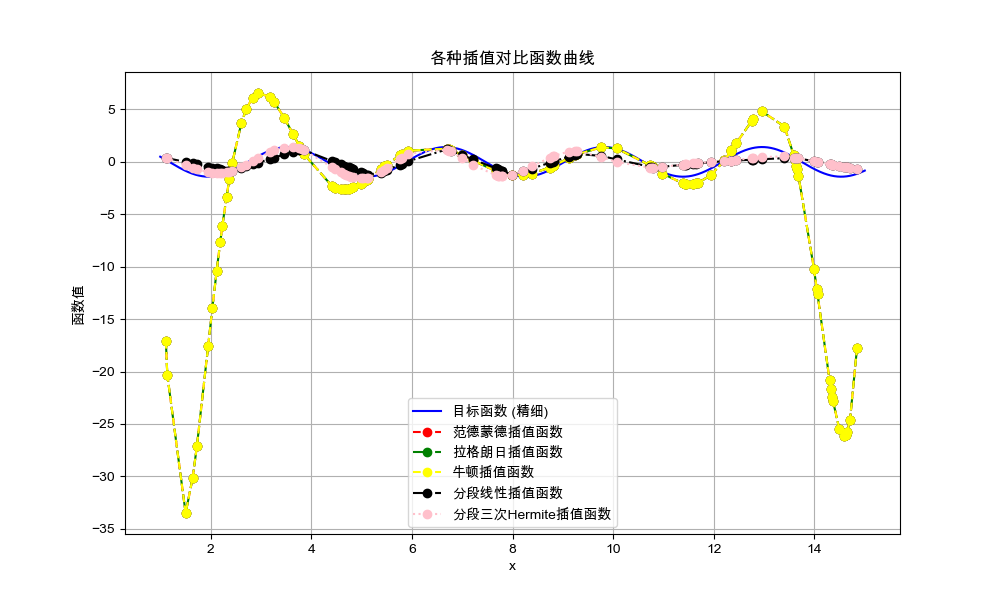 各种插值对比函数曲线
函数值
5
0
−5
−10
−15
−20
−25
−30
−35
目标函数 (精细)
范德蒙德插值函数
拉格朗日插值函数
牛顿插值函数
分段线性插值函数
分段三次Hermite插值函数
2 4 6 8 10 12 14
x